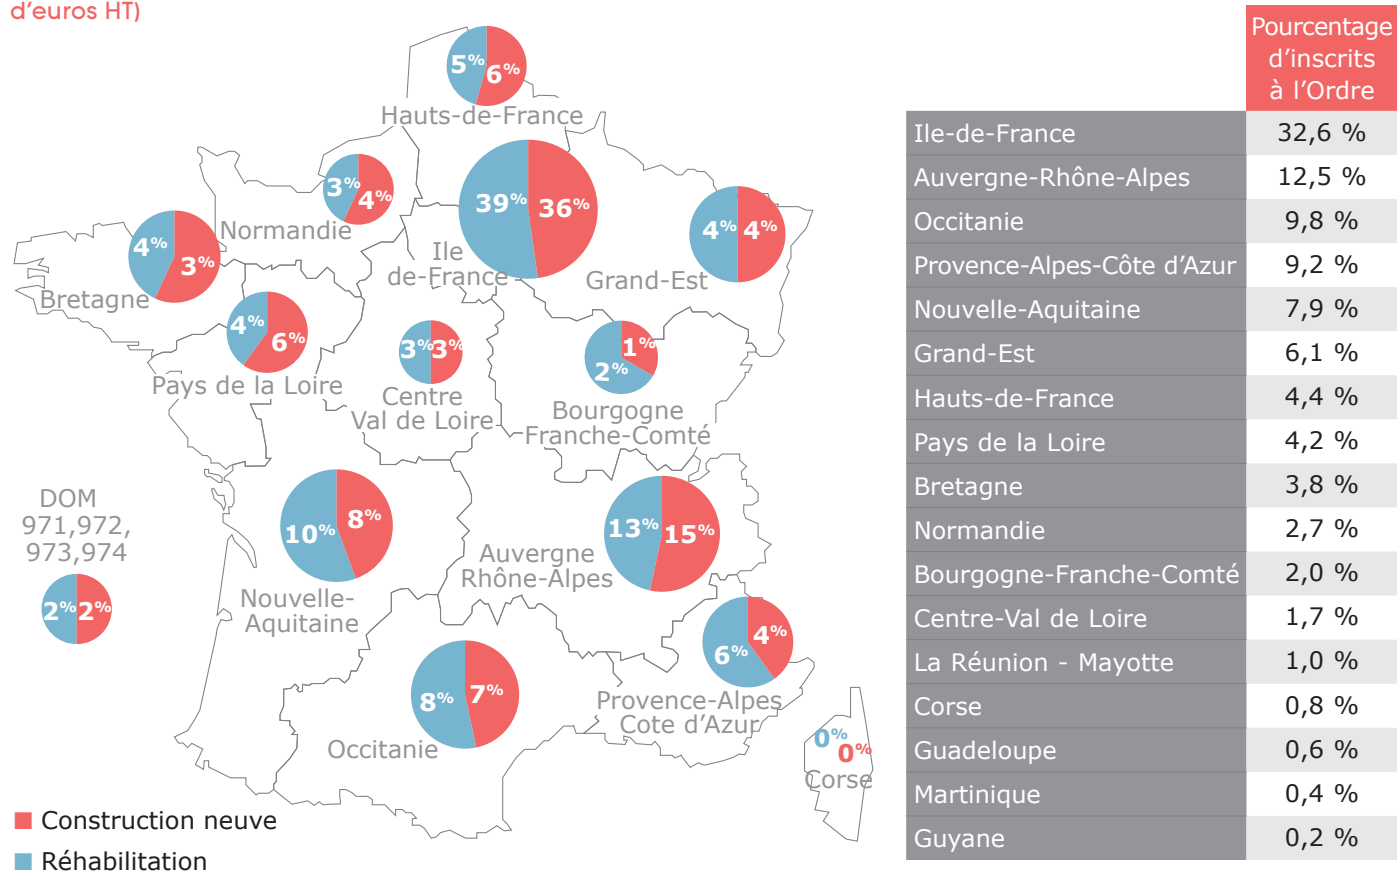 d’euros HT)
5% 6%
Hauts-de-France
3% 4%
Normandie
39% 36%
Ile
de-France
4% 4%
Grand-Est
4% 3%
Bretagne
4% 6%
Pays de la Loire
3% 3%
Centre
Val de Loire
1%
2%
Bourgogne
Franche-Comté
DOM
971,972,
973,974
2% 2%
10% 8%
Nouvelle-
Aquitaine
13% 15%
Auvergne
Rhône-Alpes
8% 7%
Occitanie
4%
6%
Provence-Alpes
Cote d’Azur
0%
0%
Corse
Construction neuve
Réhabilitation
Pourcentage
d’inscrits
à l’Ordre
Ile-de-France 32,6 %
Auvergne-Rhône-Alpes 12,5 %
Occitanie 9,8 %
Provence-Alpes-Côte d’Azur 9,2 %
Nouvelle-Aquitaine 7,9 %
Grand-Est 6,1 %
Hauts-de-France 4,4 %
Pays de la Loire 4,2 %
Bretagne 3,8 %
Normandie 2,7 %
Bourgogne-Franche-Comté 2,0 %
Centre-Val de Loire 1,7 %
La Réunion - Mayotte 1,0 %
Corse 0,8 %
Guadeloupe 0,6 %
Martinique 0,4 %
Guyane 0,2 %